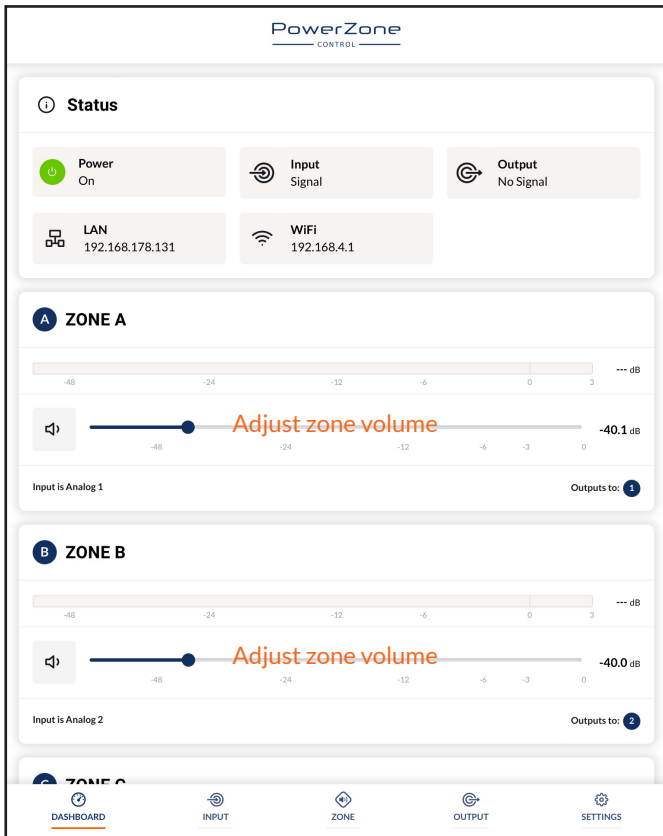 PowerZone
CONTROL
Status
Power
On
Input
Signal
Output
No Signal
LAN
192.168.178.131
WiFi
192.168.4.1
A ZONE A
--- dB
-48 -24 -12 -6 0 3
Adjust zone volume
-40.1 dB
-48 -24 -12 -6 -3 0
Input is Analog 1 Outputs to: 1
B ZONE B
--- dB
-48 -24 -12 -6 0 3
Adjust zone volume
-40.0 dB
-48 -24 -12 -6 -3 0
Input is Analog 2 Outputs to: 2
C ZONE C
DASHBOARD INPUT ZONE OUTPUT SETTINGS